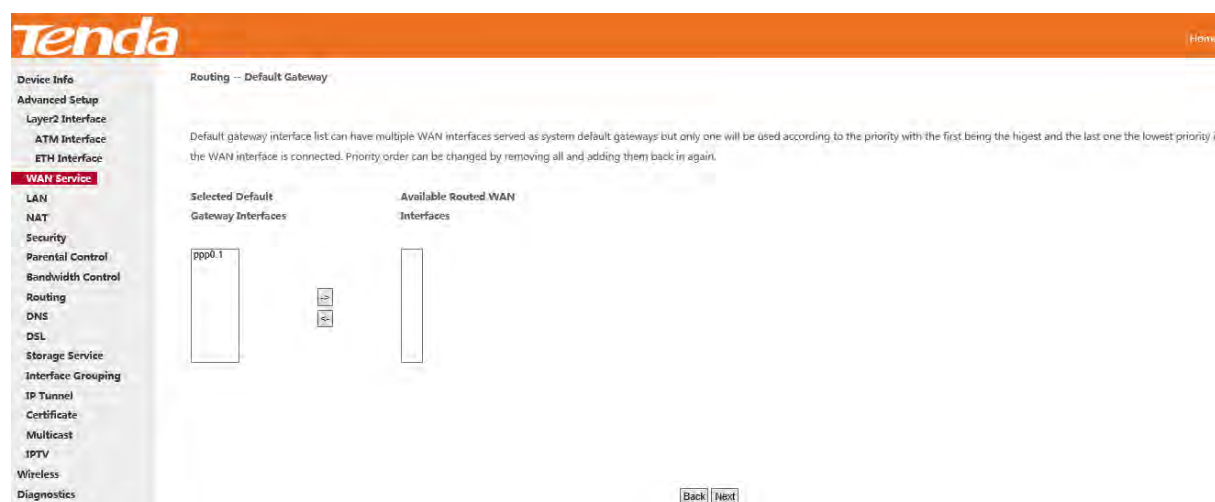 Tenda
Home
Device Info
Advanced Setup
Layer2 Interface
ATM Interface
ETH Interface
WAN Service
LAN
NAT
Security
Parental Control
Bandwidth Control
Routing
DNS
DSL
Storage Service
Interface Grouping
IP Tunnel
Certificate
Multicast
IPTV
Wireless
Diagnostics
Routing -- Default Gateway
Default gateway interface list can have multiple WAN interfaces served as system default gateways but only one will be used according to the priority with the first being the higest and the last one the lowest priority
the WAN interface is connected. Priority order can be changed by removing all and adding them back in again.
Selected Default
Gateway Interfaces
Available Routed WAN
Interfaces
ppp0.1
->
<-
Back Next